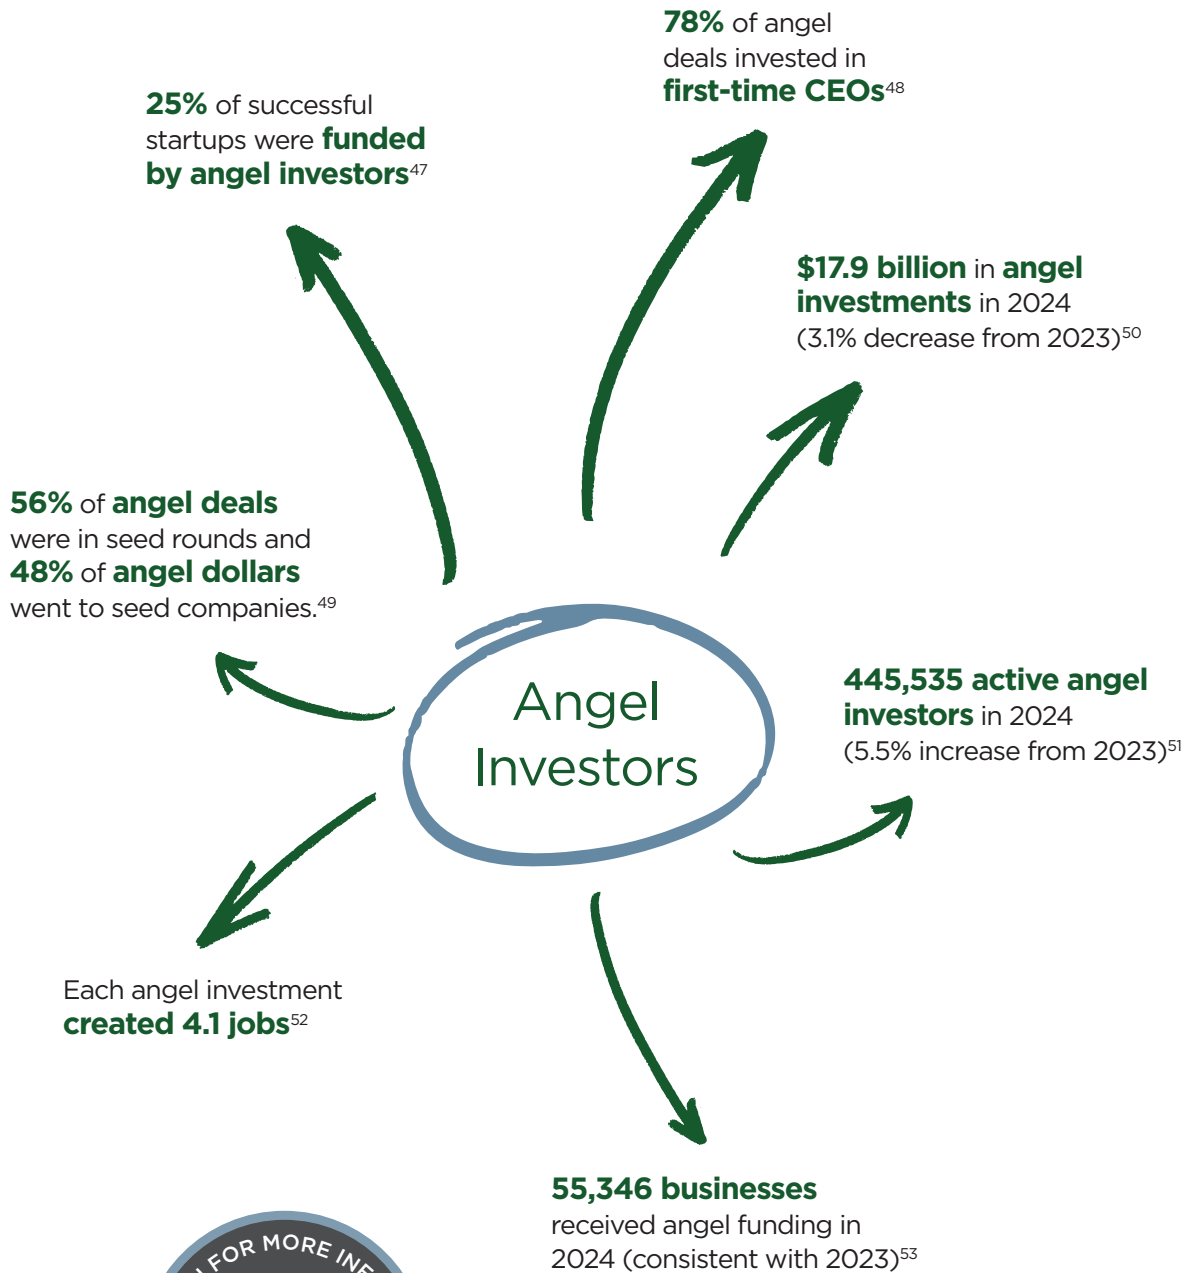 78% of angel
deals invested in
first-time CEOs48
25% of successful
startups were funded
by angel investors47
$17.9 billion in angel
investments in 2024
(3.1% decrease from 2023)50
56% of angel deals
were in seed rounds and
48% of angel dollars
went to seed companies.49
Angel
Investors
445,535 active angel
investors in 2024
(5.5% increase from 2023)51
Each angel investment
created 4.1 jobs52
55,346 businesses
received angel funding in
2024 (consistent with 2023)53
FOR MORE